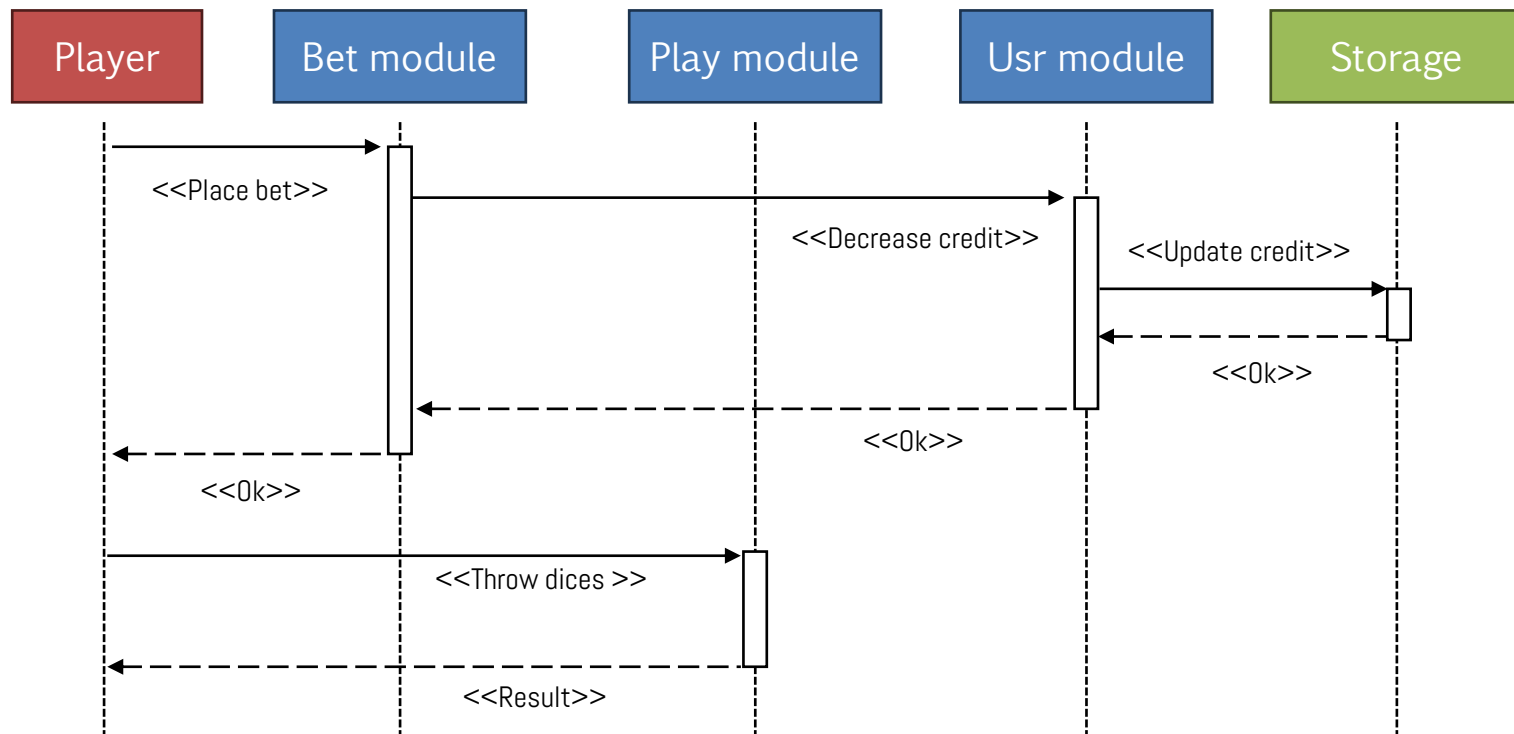 Player
Bet module
Play module
Usr module
Storage
<<Place bet>>
<<Decrease credit>>
<<Update credit>>
<<Ok>>
<<Ok>>
<<Ok>>
<<Throw dices >>
<<Result>>